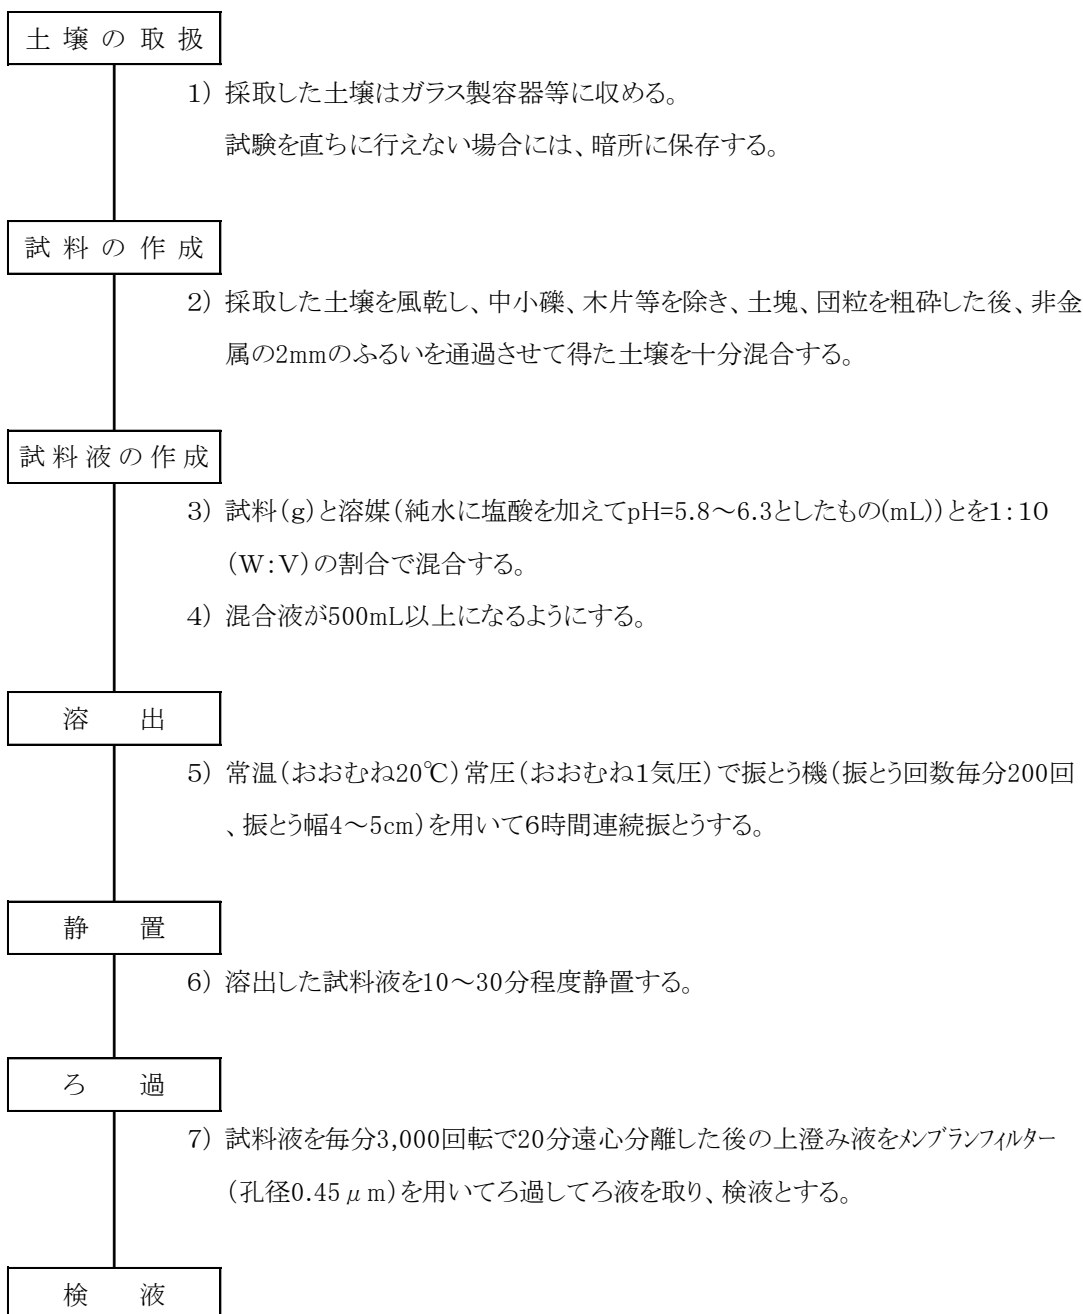 土壌の取扱
1) 採取した土壌はガラス製容器等に収める。
試験を直ちに行えない場合には、暗所に保存する。
試料の作成
2) 採取した土壌を風乾し、中小礫、木片等を除き、土塊、団粒を粗砕した後、非金
属の2mmのふるいを通過させて得た土壌を十分混合する。
試料液の作成
3) 試料(g)と溶媒(純水に塩酸を加えてpH=5.8~6.3としたもの(mL))とを1:10
(W:V)の割合で混合する。
4) 混合液が500mL以上になるようにする。
溶 出
5) 常温(おおむね20℃)常圧(おおむね1気圧)で振とう機(振とう回数毎分200回
、振とう幅4~5cm)を用いて6時間連続振とうする。
静 置
6) 溶出した試料液を10~30分程度静置する。
ろ 過
7) 試料液を毎分3,000回転で20分遠心分離した後の上澄み液をメンブランフィルター
(孔径0.45μm)を用いてろ過してろ液を取り、検液とする。
検 液